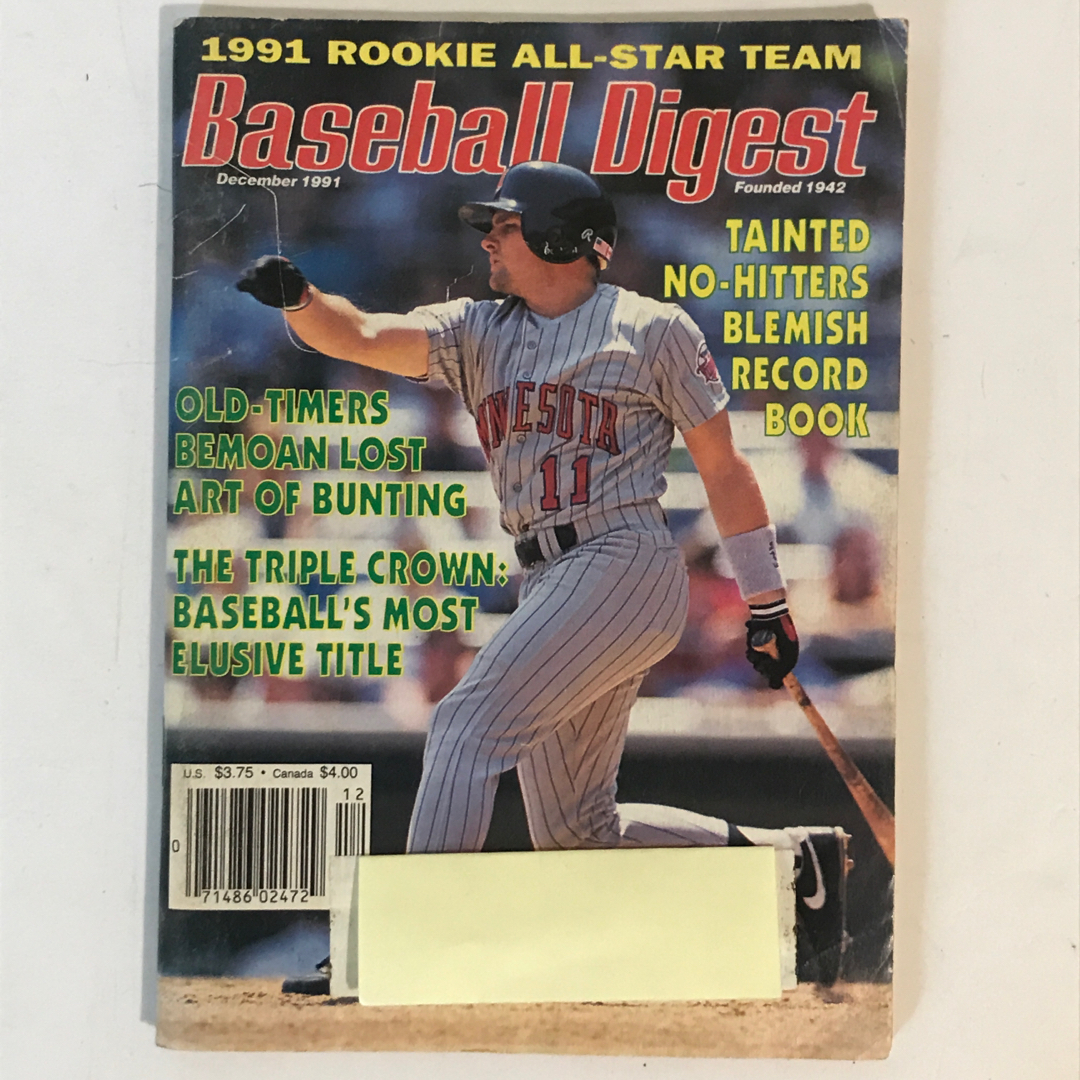 1991 ROOKIE ALL-STAR TEAM
Baseball Digest
December 1991
Founded 1942
TAINTED
NO-HITTERS
BLEMISH
RECORD
BOOK
OLD-TIMERS
BEMOAN LOST
ART OF BUNTING
THE TRIPLE CROWN:
BASEBALL'S MOST
ELUSIVE TITLE
MINNESOTA
11
U.S. $3.75 • Canada $4.00
12
0
71486 02472